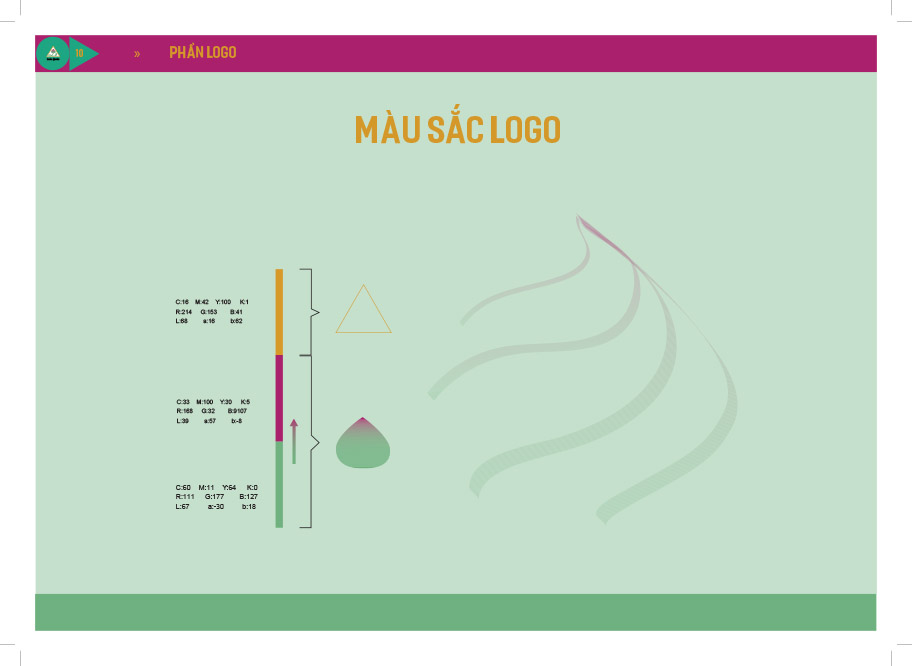 10 » PHẦN LOGO
MÀU SẮC LOGO
C:16 M:42 Y:100 K:1
R:214 G:153 B:41
L:68 a:16 b:62
C:33 M:100 Y:30 K:5
R:168 G:32 B:9107
L:39 a:57 b:-8
C:60 M:11 Y:64 K:0
R:111 G:177 B:127
L:67 a:-30 b:18